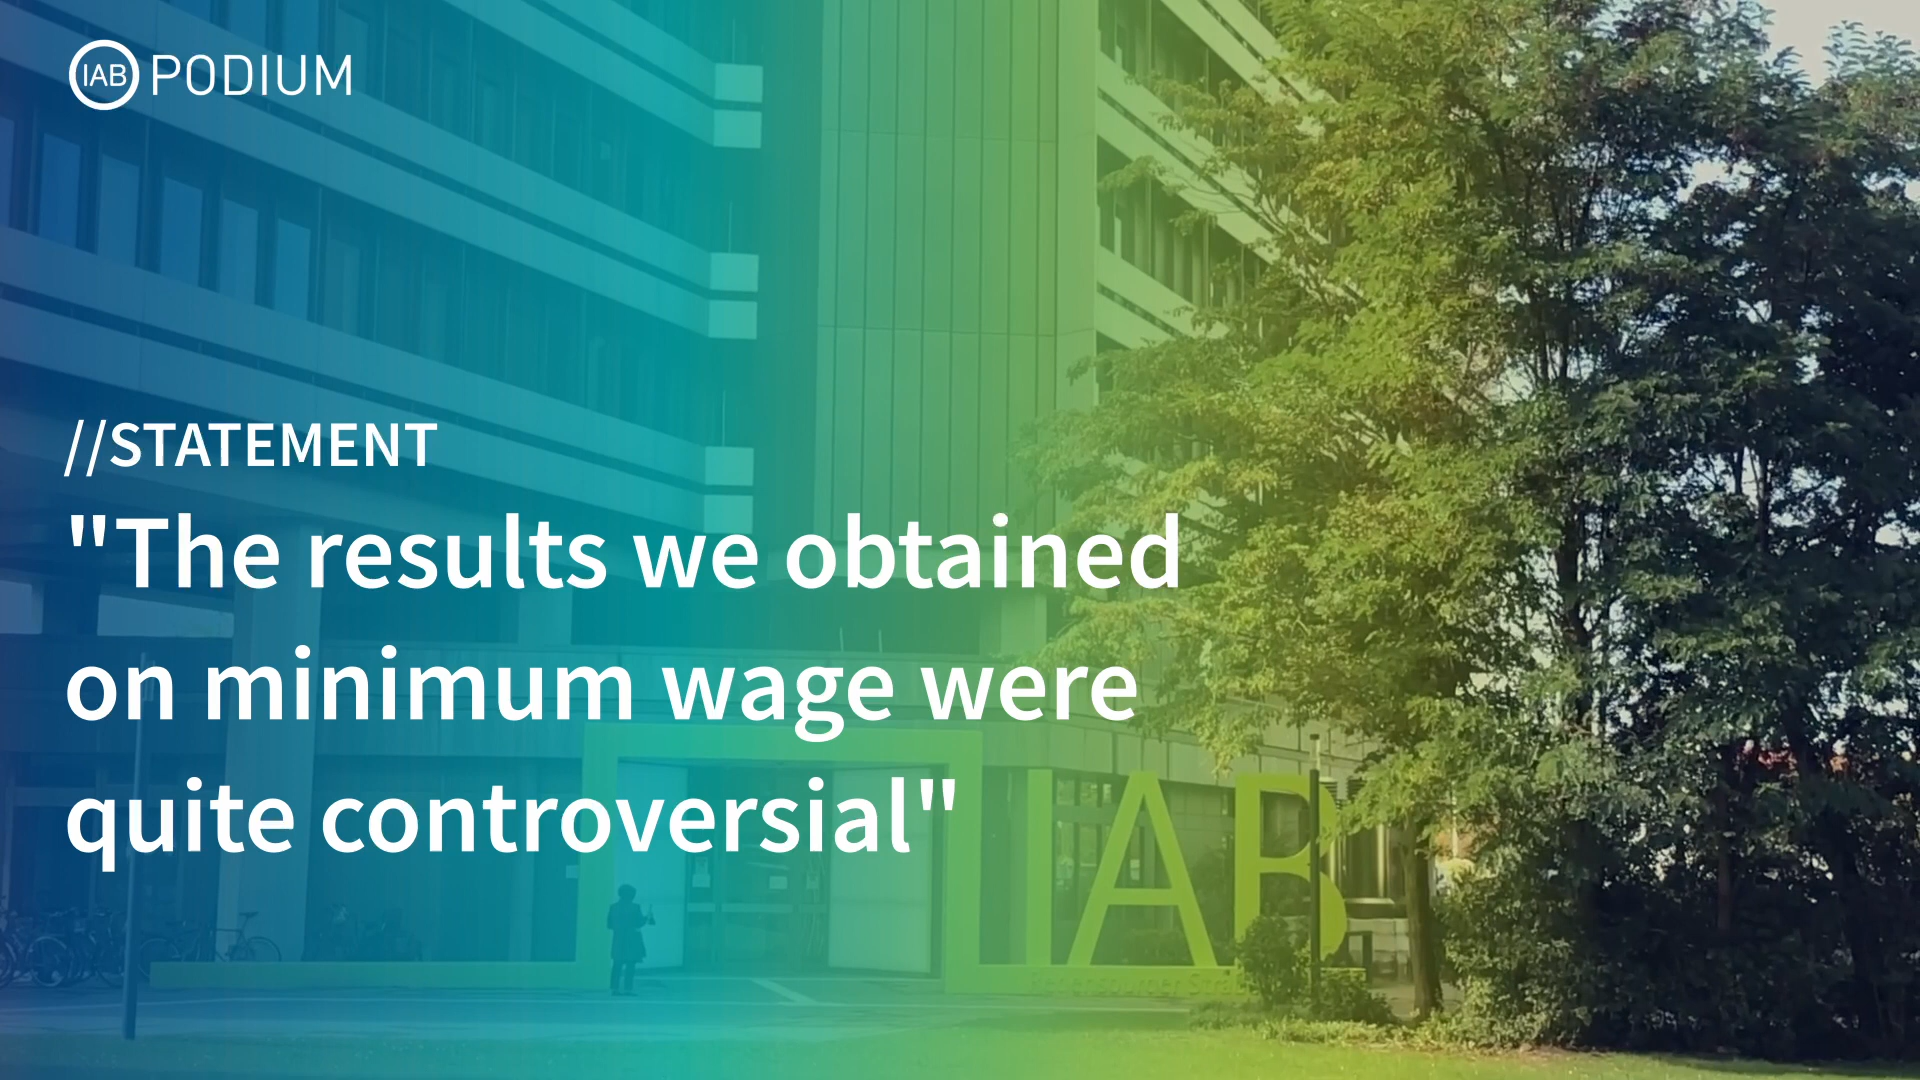 IAB PODIUM
//STATEMENT
"The results we obtained
on minimum wage were
quite controversial"
IAB